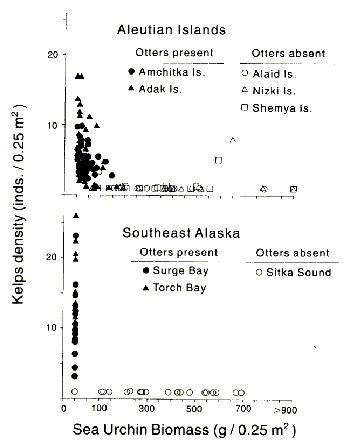 Aleutian Islands
Otters present Otters absent
● Amchitka Is. ○ Alaid Is.
▲ Adak Is. △ Nizki Is.
□ Shemya Is.
20
10
Kelps density (inds. / 0.25 m²)
Southeast Alaska
Otters present Otters absent
● Surge Bay ○ Sitka Sound
▲ Torch Bay
20
10
0 100 300 500 700 >900
Sea Urchin Biomass (g / 0.25 m²)